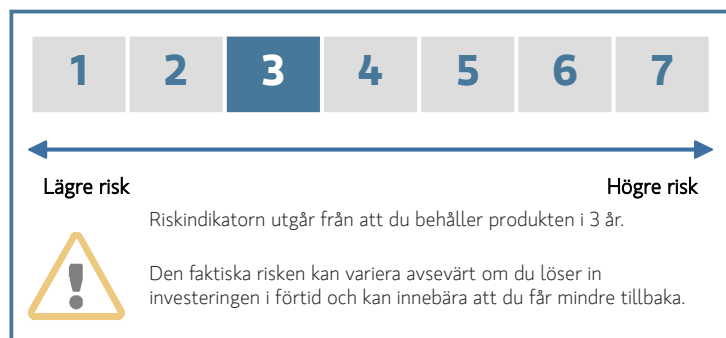 1 2 3 4 5 6 7
Lägre risk Högre risk
Riskindikatorn utgår från att du behåller produkten i 3 år.
Den faktiska risken kan variera avsevärt om du löser in
investeringen i förtid och kan innebära att du får mindre tillbaka.
!